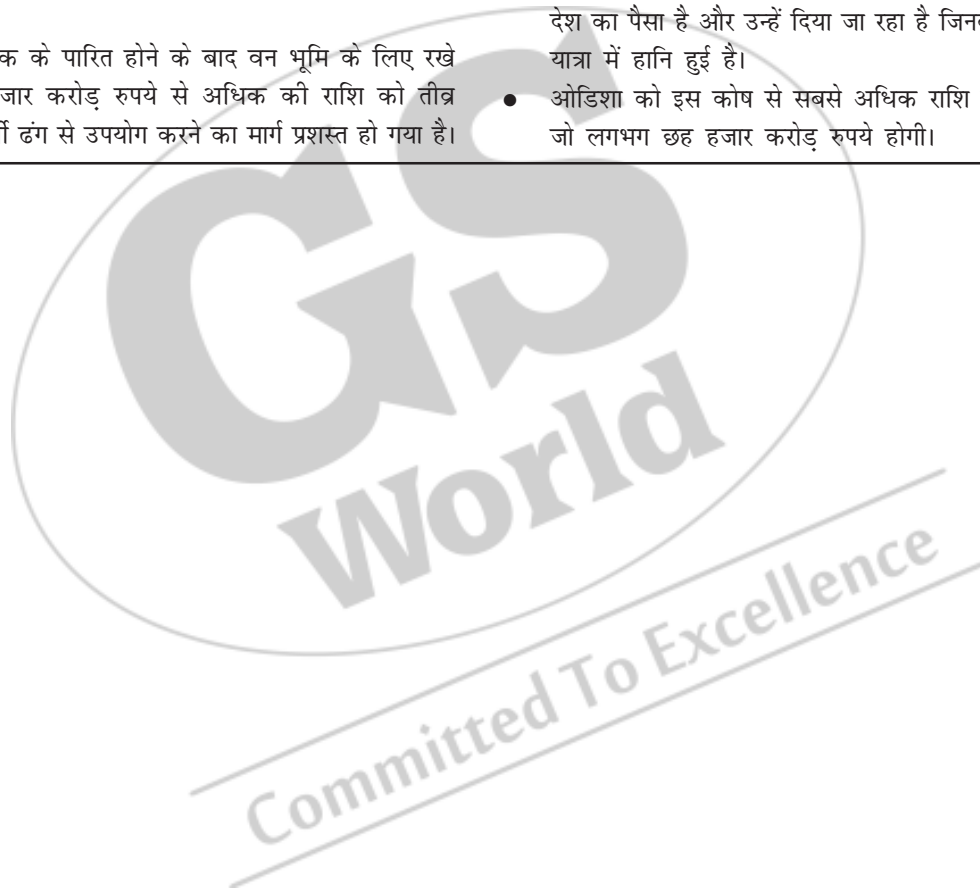 क के पारित होने के बाद वन भूमि के लिए रखे
जार करोड़ रुपये से अधिक की राशि को तीव्र
ढंग से उपयोग करने का मार्ग प्रशस्त हो गया है।
देश का पैसा है और उन्हें दिया जा रहा है
यात्रा में हानि हुई है।
● ओडिशा को इस कोष से सबसे अधिक राशि
जो लगभग छह हजार करोड़ रुपये होगी।
GS
World
Committed To Excellence